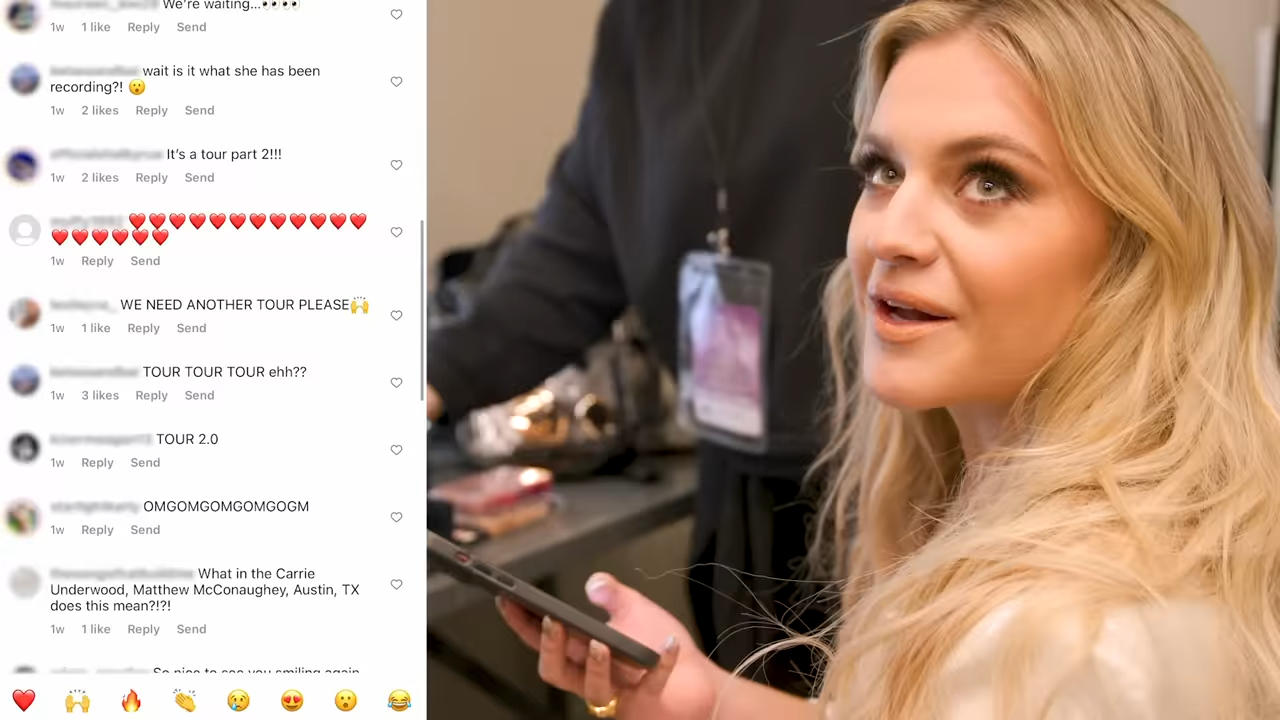 We're waiting...👀👀
1w 1 like Reply Send
wait is it what she has been
recording?! 😮
1w 2 likes Reply Send
It's a tour part 2!!!
1w 2 likes Reply Send
❤️❤️❤️❤️❤️❤️❤️❤️❤️❤️❤️❤️
❤️❤️❤️❤️❤️❤️
1w Reply Send
WE NEED ANOTHER TOUR PLEASE🙌
1w 1 like Reply Send
TOUR TOUR TOUR ehh??
1w 3 likes Reply Send
TOUR 2.0
1w Reply Send
OMGOMGOMGOMGOGM
1w Reply Send
What in the Carrie
Underwood, Matthew McConaughey, Austin, TX
does this mean?!?!
1w 1 like Reply Send
So nice to see you smiling again